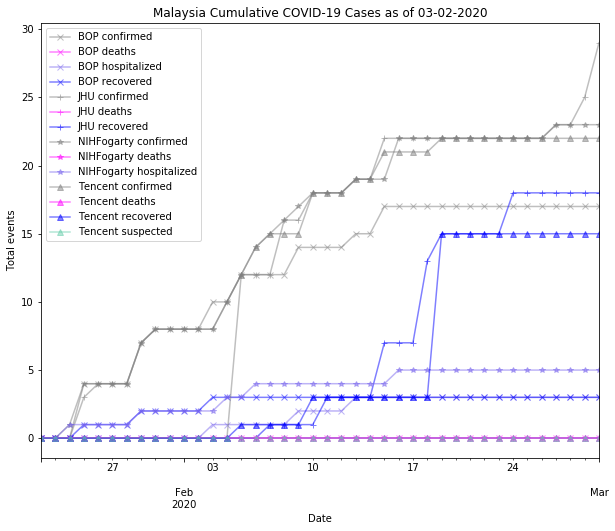 Malaysia Cumulative COVID-19 Cases as of 03-02-2020
BOP confirmed
BOP deaths
BOP hospitalized
BOP recovered
JHU confirmed
JHU deaths
JHU recovered
NIHFogarty confirmed
NIHFogarty deaths
NIHFogarty hospitalized
Tencent confirmed
Tencent deaths
Tencent recovered
Tencent suspected
Total events
30
25
20
15
10
5
0
27 03 10 17 24
Feb Mar
2020
Date